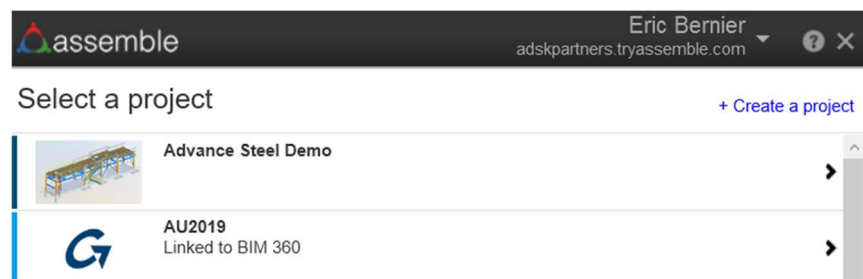 assemble
Eric Bernier
adskpartners.tryassemble.com
?
Select a project
+ Create a project
Advance Steel Demo
AU2019
Linked to BIM 360